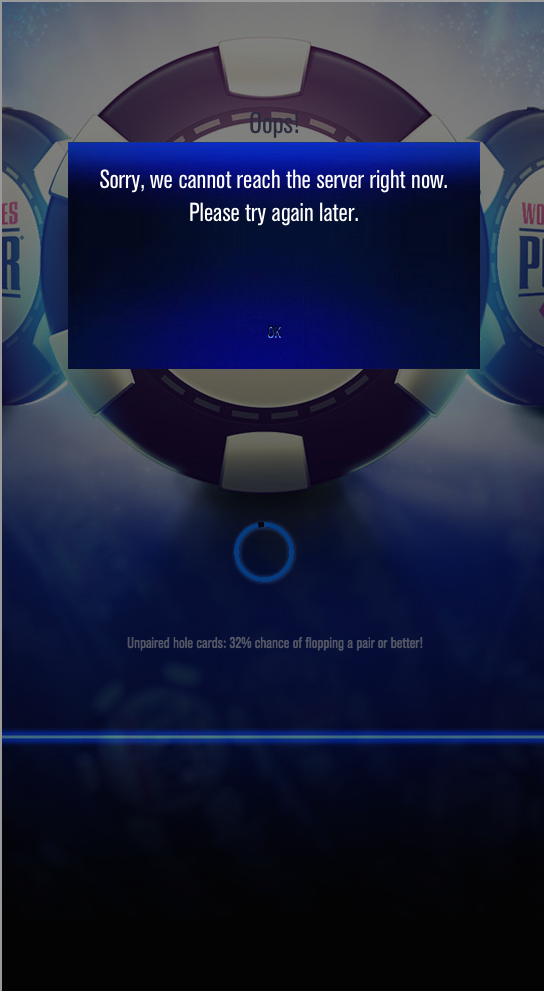 Oops!
Sorry, we cannot reach the server right now.
Please try again later.
ES
R
WO
P
OK
Unpaired hole cards: 32% chance of flopping a pair or better!